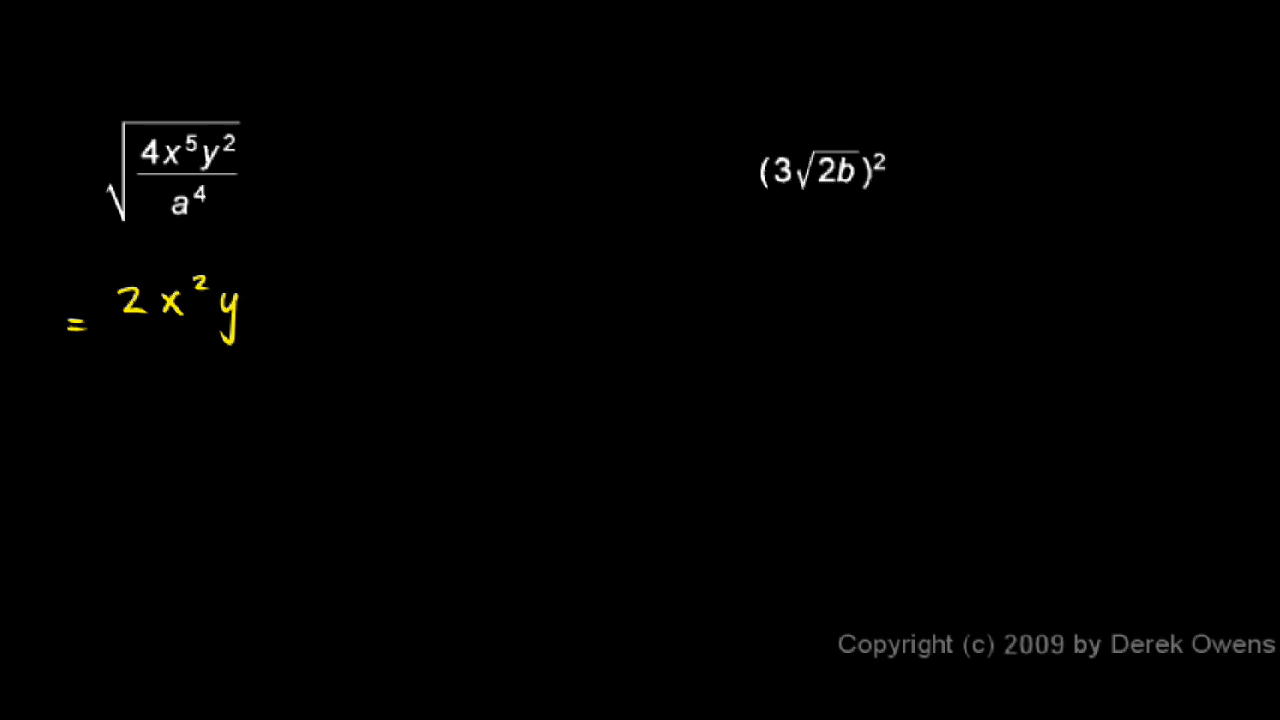 √(4x⁵y² / a⁴)
(3√2b)²
= 2x²y
Copyright (c) 2009 by Derek Owens